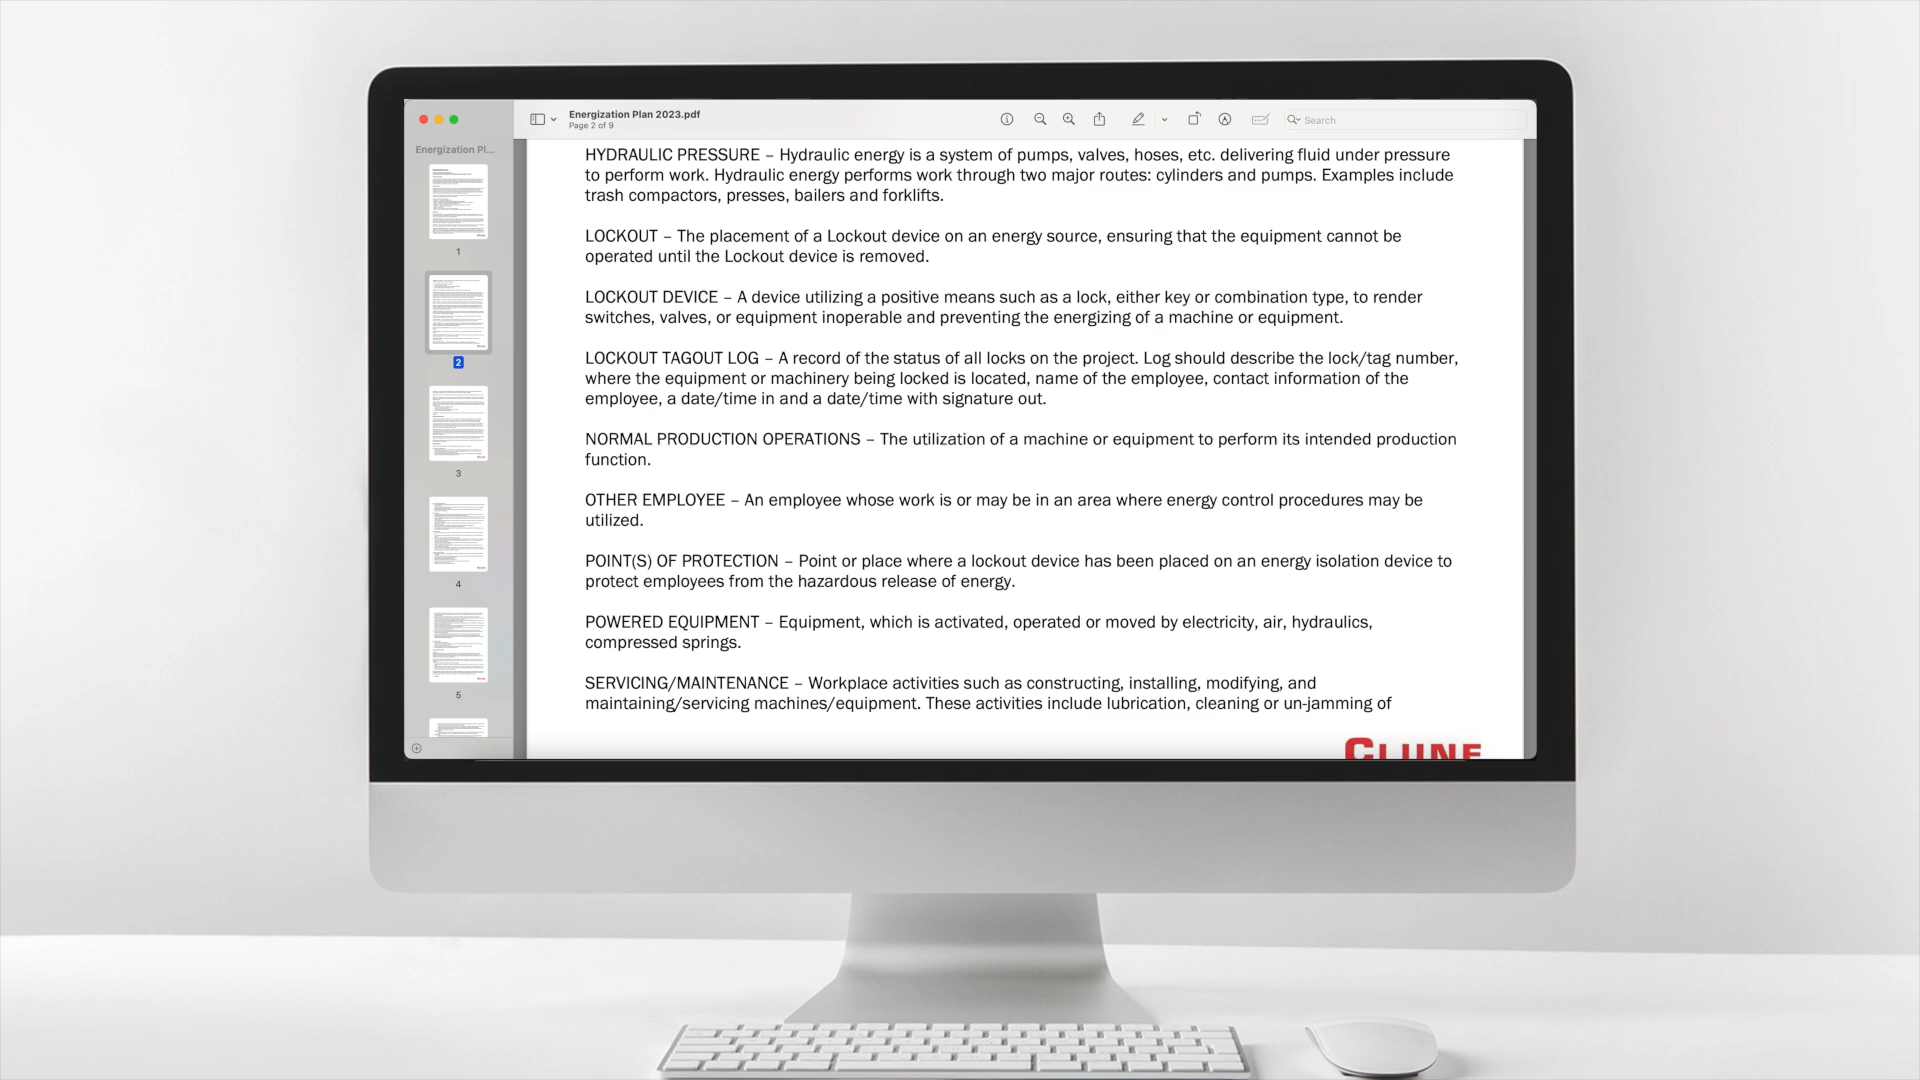 Energization Plan 2023.pdf
Page 2 of 9
Search
Energization Pl...
1
2
3
4
5
HYDRAULIC PRESSURE – Hydraulic energy is a system of pumps, valves, hoses, etc. delivering fluid under pressure
to perform work. Hydraulic energy performs work through two major routes: cylinders and pumps. Examples include
trash compactors, presses, bailers and forklifts.
LOCKOUT – The placement of a Lockout device on an energy source, ensuring that the equipment cannot be
operated until the Lockout device is removed.
LOCKOUT DEVICE – A device utilizing a positive means such as a lock, either key or combination type, to render
switches, valves, or equipment inoperable and preventing the energizing of a machine or equipment.
LOCKOUT TAGOUT LOG – A record of the status of all locks on the project. Log should describe the lock/tag number,
where the equipment or machinery being locked is located, name of the employee, contact information of the
employee, a date/time in and a date/time with signature out.
NORMAL PRODUCTION OPERATIONS – The utilization of a machine or equipment to perform its intended production
function.
OTHER EMPLOYEE – An employee whose work is or may be in an area where energy control procedures may be
utilized.
POINT(S) OF PROTECTION – Point or place where a lockout device has been placed on an energy isolation device to
protect employees from the hazardous release of energy.
POWERED EQUIPMENT – Equipment, which is activated, operated or moved by electricity, air, hydraulics,
compressed springs.
SERVICING/MAINTENANCE – Workplace activities such as constructing, installing, modifying, and
maintaining/servicing machines/equipment. These activities include lubrication, cleaning or un-jamming of
CLUNE